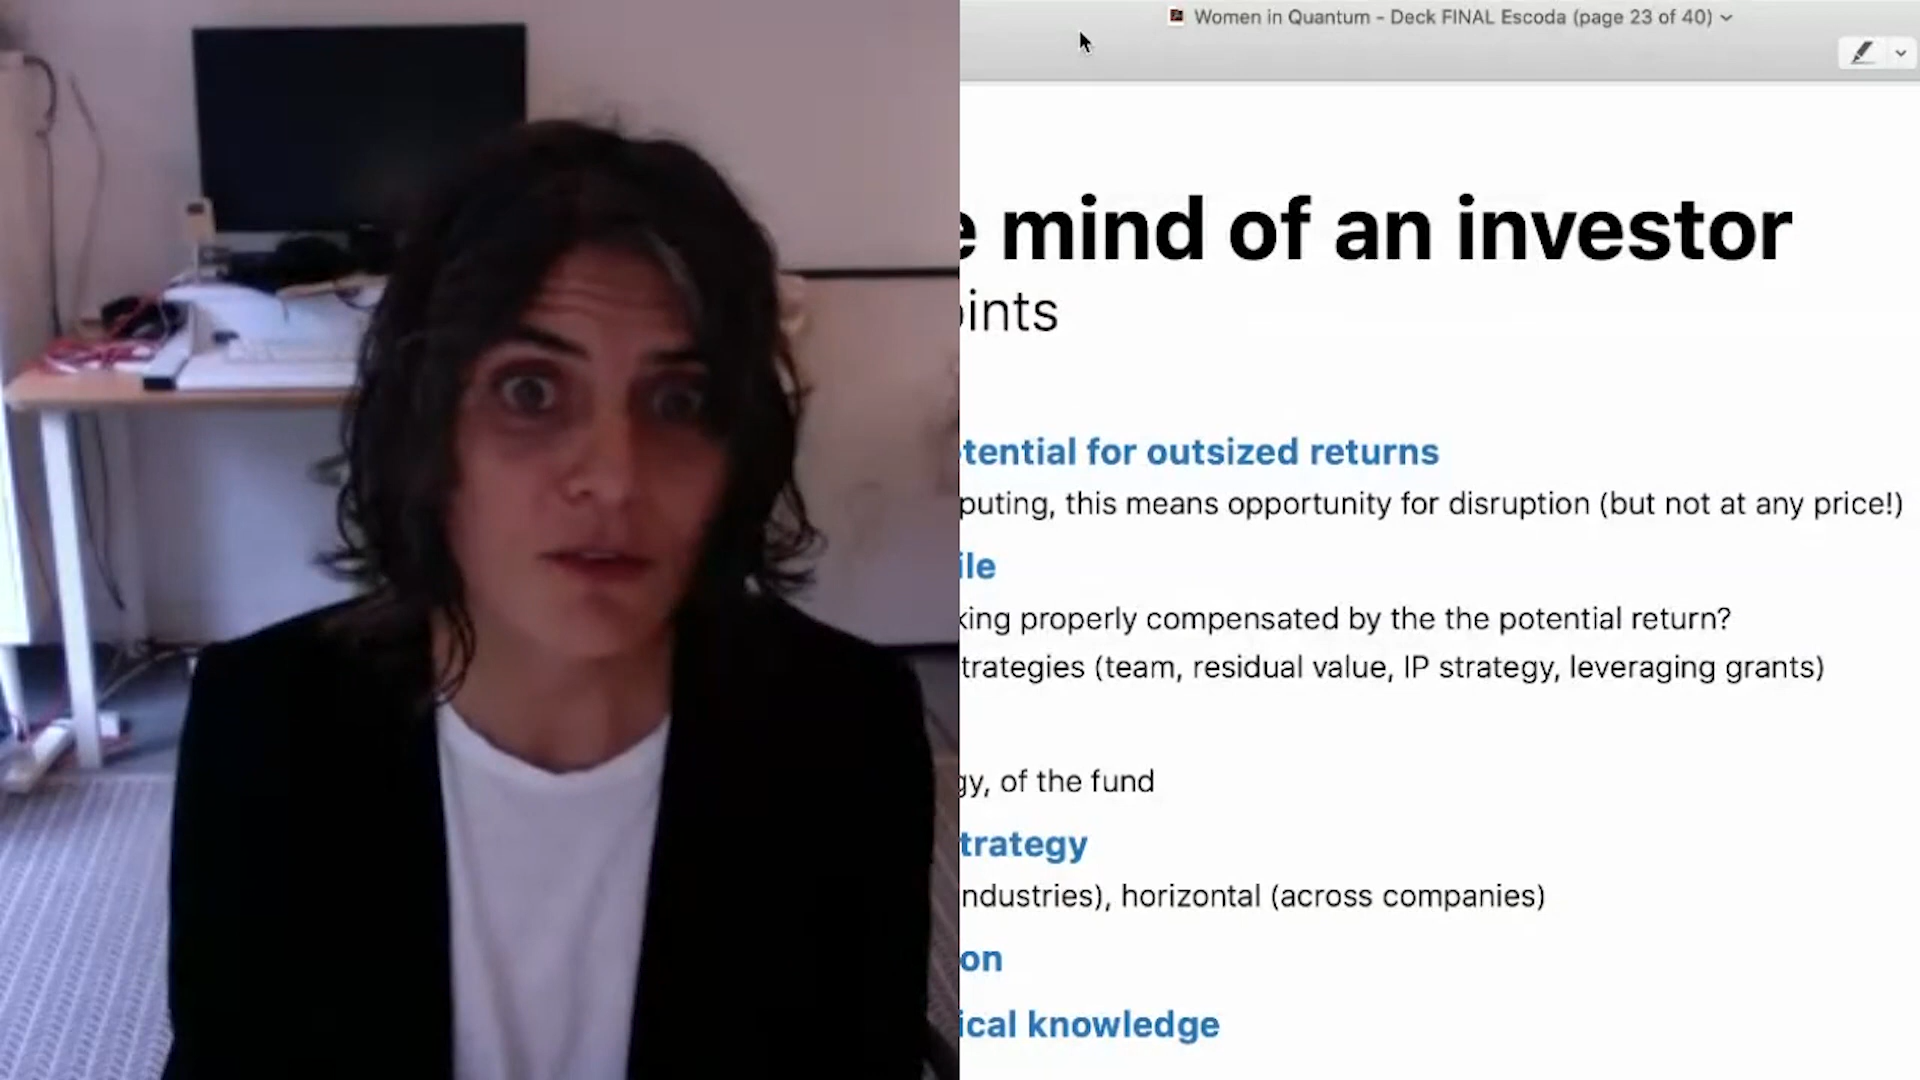 Women in Quantum - Deck FINAL Escoda (page 23 of 40)
mind of an investor
tential for outsized returns
puting, this means opportunity for disruption (but not at any price!)
ile
king properly compensated by the the potential return?
trategies (team, residual value, IP strategy, leveraging grants)
gy, of the fund
trategy
ndustries), horizontal (across companies)
on
ical knowledge